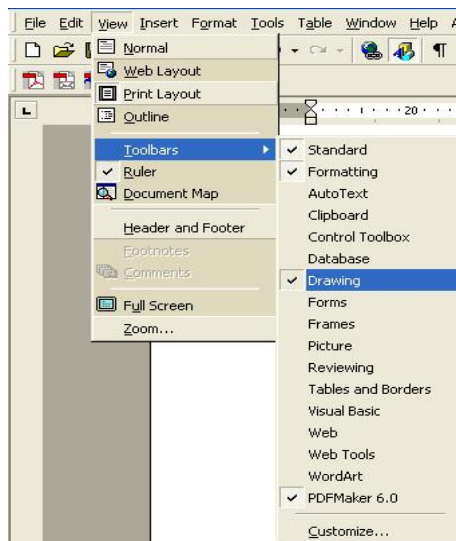 File Edit View Insert Format Tools Table Window Help
Normal
Web Layout
Print Layout
Outline
Toolbars
Ruler
Document Map
Header and Footer
Footnotes
Comments
Full Screen
Zoom...
20
Standard
Formatting
AutoText
Clipboard
Control Toolbox
Database
Drawing
Forms
Frames
Picture
Reviewing
Tables and Borders
Visual Basic
Web
Web Tools
WordArt
PDFMaker 6.0
Customize...